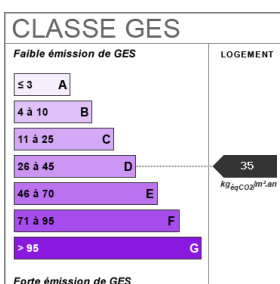 CLASSE GES
Faible émission de GES
LOGEMENT
≤ 3 A
4 à 10 B
11 à 25 C
26 à 45 D
35
kgéqCO2/m².an
46 à 70 E
71 à 95 F
> 95 G
Forte émission de GES